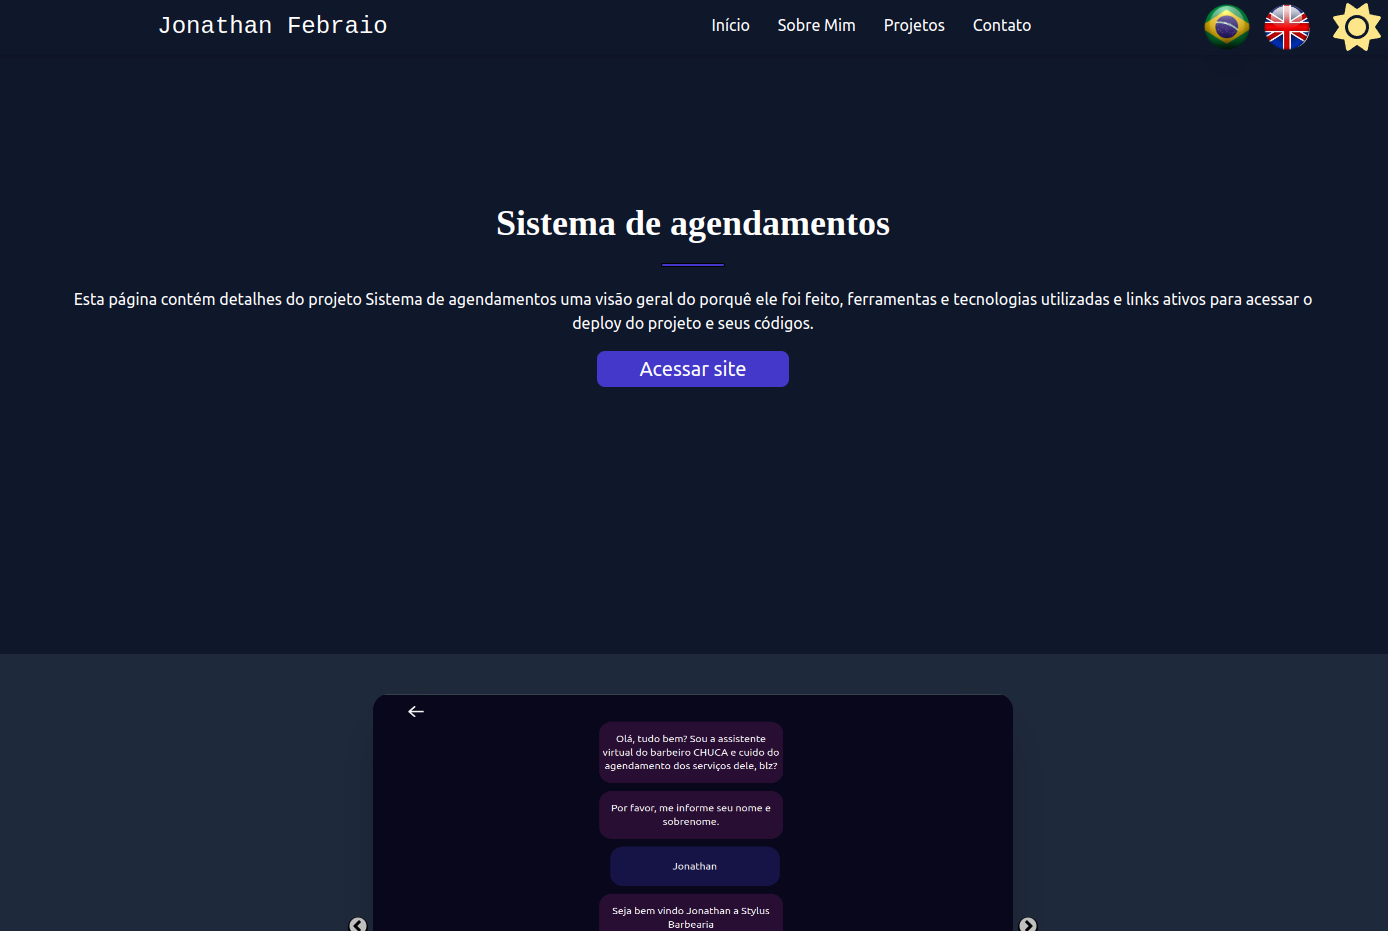 Jonathan Febraio
Início Sobre Mim Projetos Contato
Sistema de agendamentos
Esta página contém detalhes do projeto Sistema de agendamentos uma visão geral do porquê ele foi feito, ferramentas e tecnologias utilizadas e links ativos para acessar o
deploy do projeto e seus códigos.
Acessar site
Olá, tudo bem? Sou a assistente
virtual do barbeiro CHUCA e cuido do
agendamento dos serviços dele, blz?
Por favor, me informe seu nome e
sobrenome.
Jonathan
Seja bem vindo Jonathan a Stylus
Barbearia